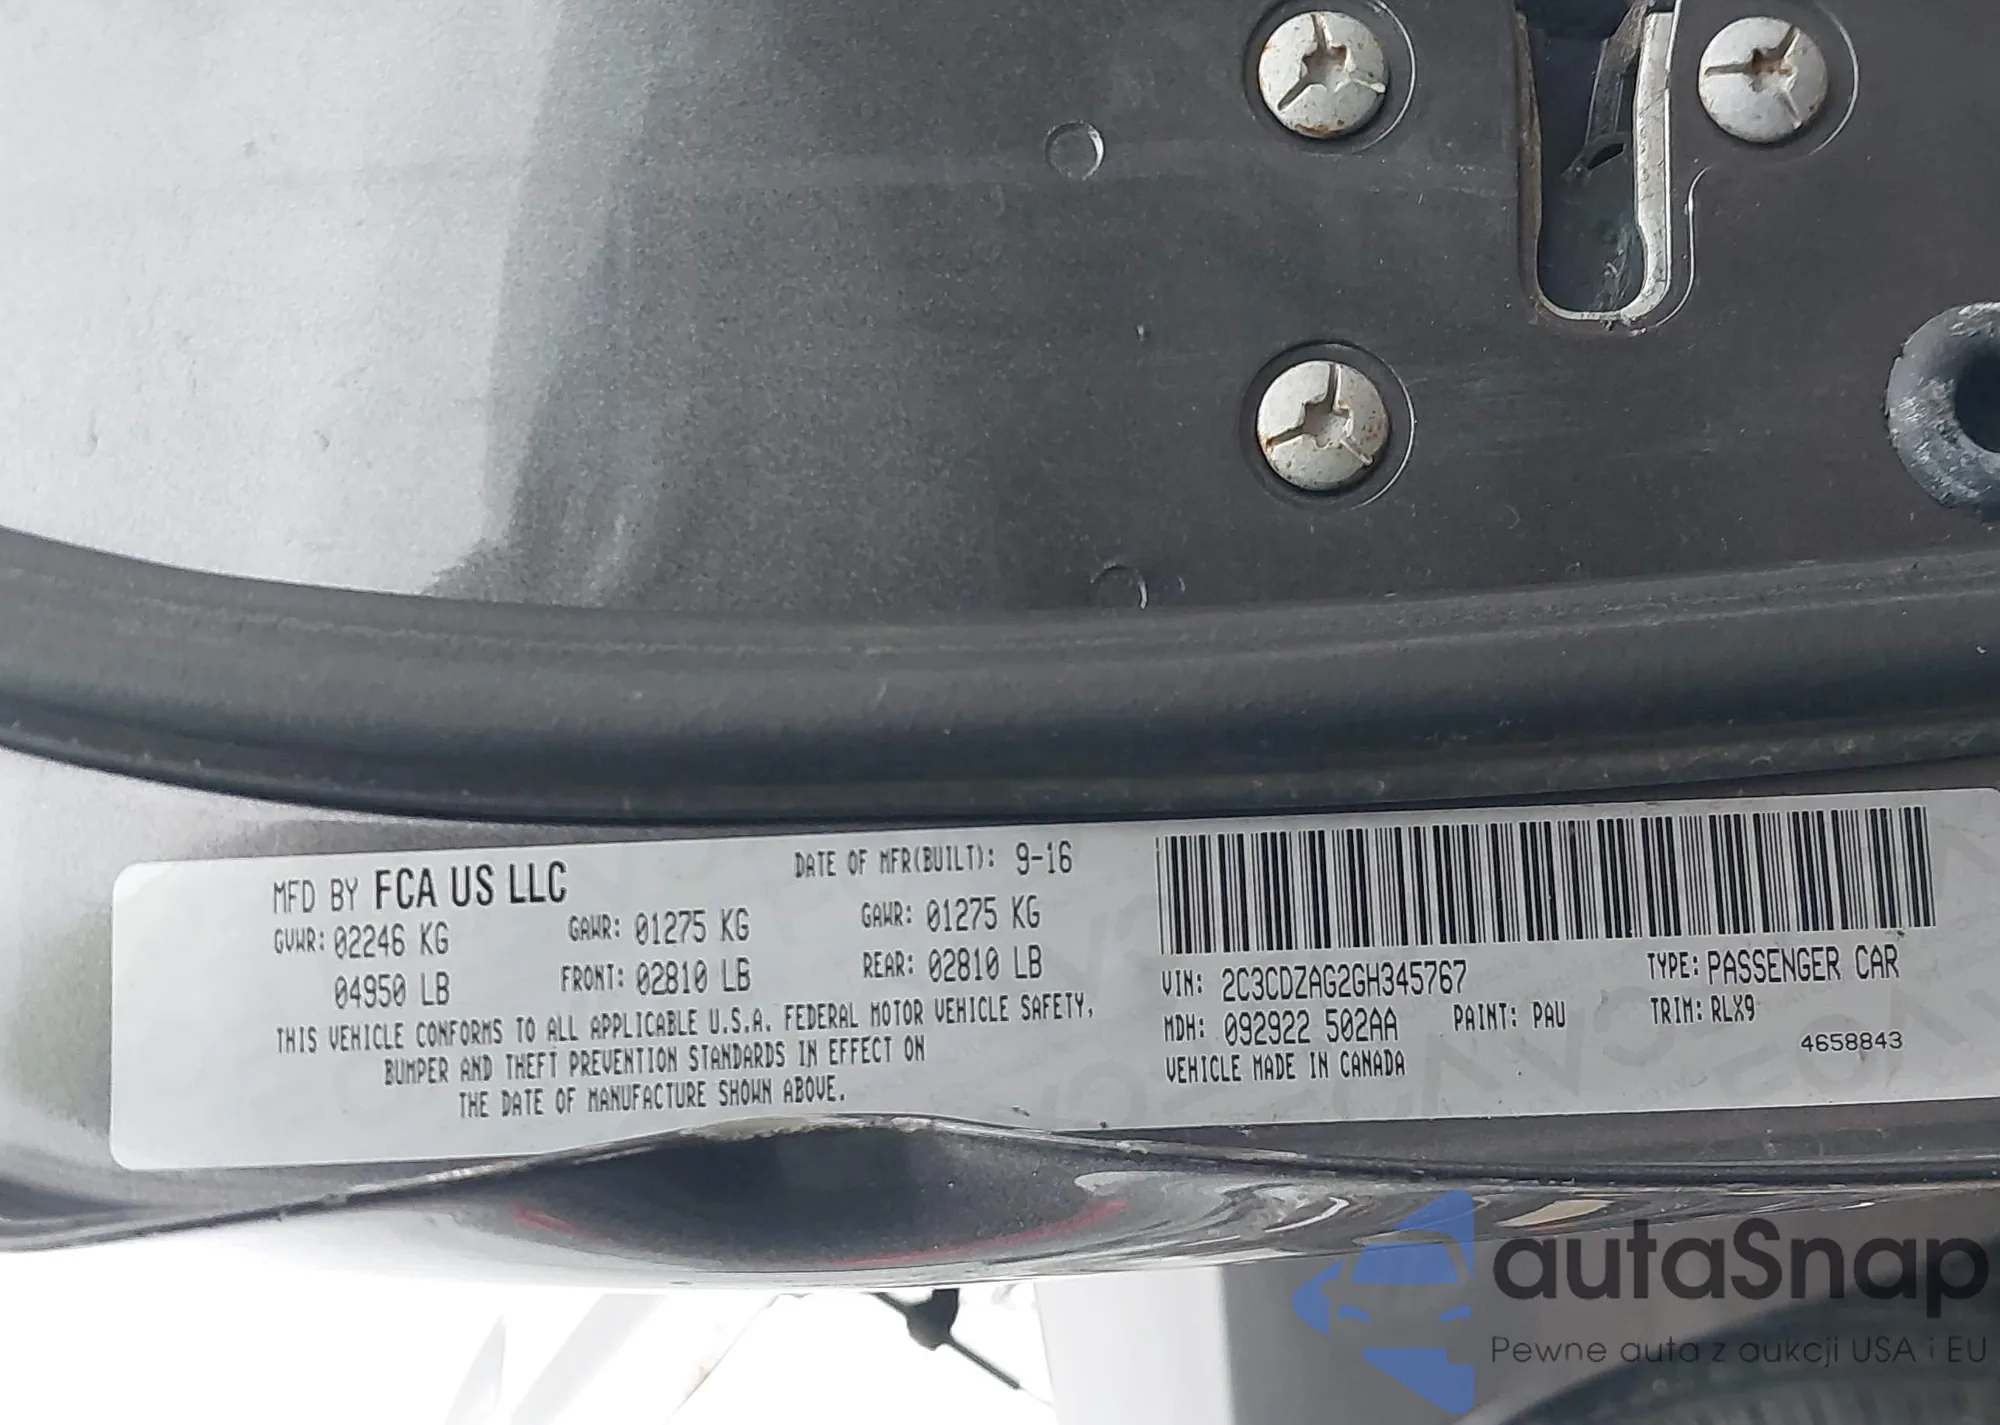 MFD BY FCA US LLC
DATE OF MFR(BUILT): 9-16
GVWR: 02246 KG
04950 LB
GAWR: 01275 KG
FRONT: 02810 LB
GAWR: 01275 KG
REAR: 02810 LB
THIS VEHICLE CONFORMS TO ALL APPLICABLE U.S.A. FEDERAL MOTOR VEHICLE SAFETY,
BUMPER AND THEFT PREVENTION STANDARDS IN EFFECT ON
THE DATE OF MANUFACTURE SHOWN ABOVE.
VIN: 2C3CDZAG2GH345767
TYPE: PASSENGER CAR
MDH: 092922 502AA
PAINT: PAU
TRIM: RLX9
VEHICLE MADE IN CANADA
4658843
autaSnap
Pewne auta z aukcji USA i EU